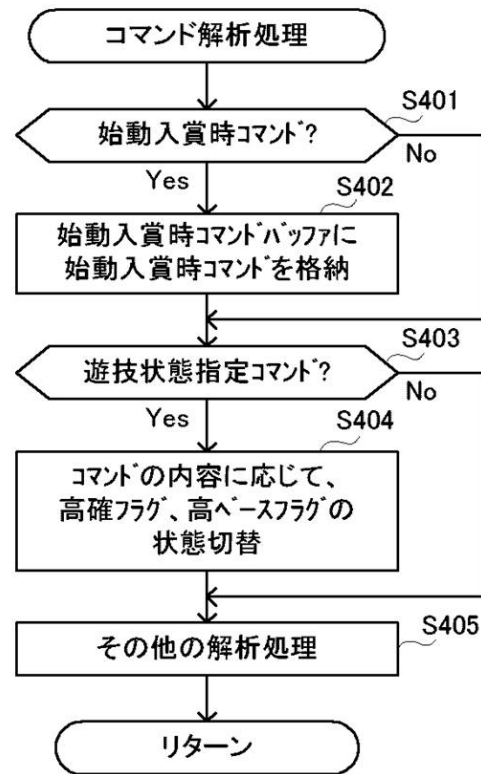 コマンド解析処理
S401
始動入賞時コマンド?
No
Yes
S402
始動入賞時コマンドバッファに
始動入賞時コマンドを格納
S403
遊技状態指定コマンド?
No
Yes
S404
コマンドの内容に応じて、
高確フラグ、高ベースフラグの
状態切替
S405
その他の解析処理
リターン